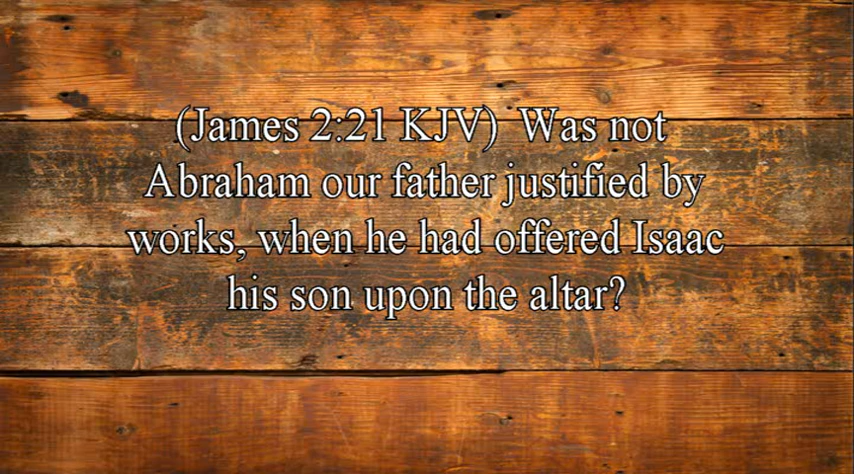 (James 2:21 KJV)  Was not
Abraham our father justified by
works, when he had offered Isaac
his son upon the altar?